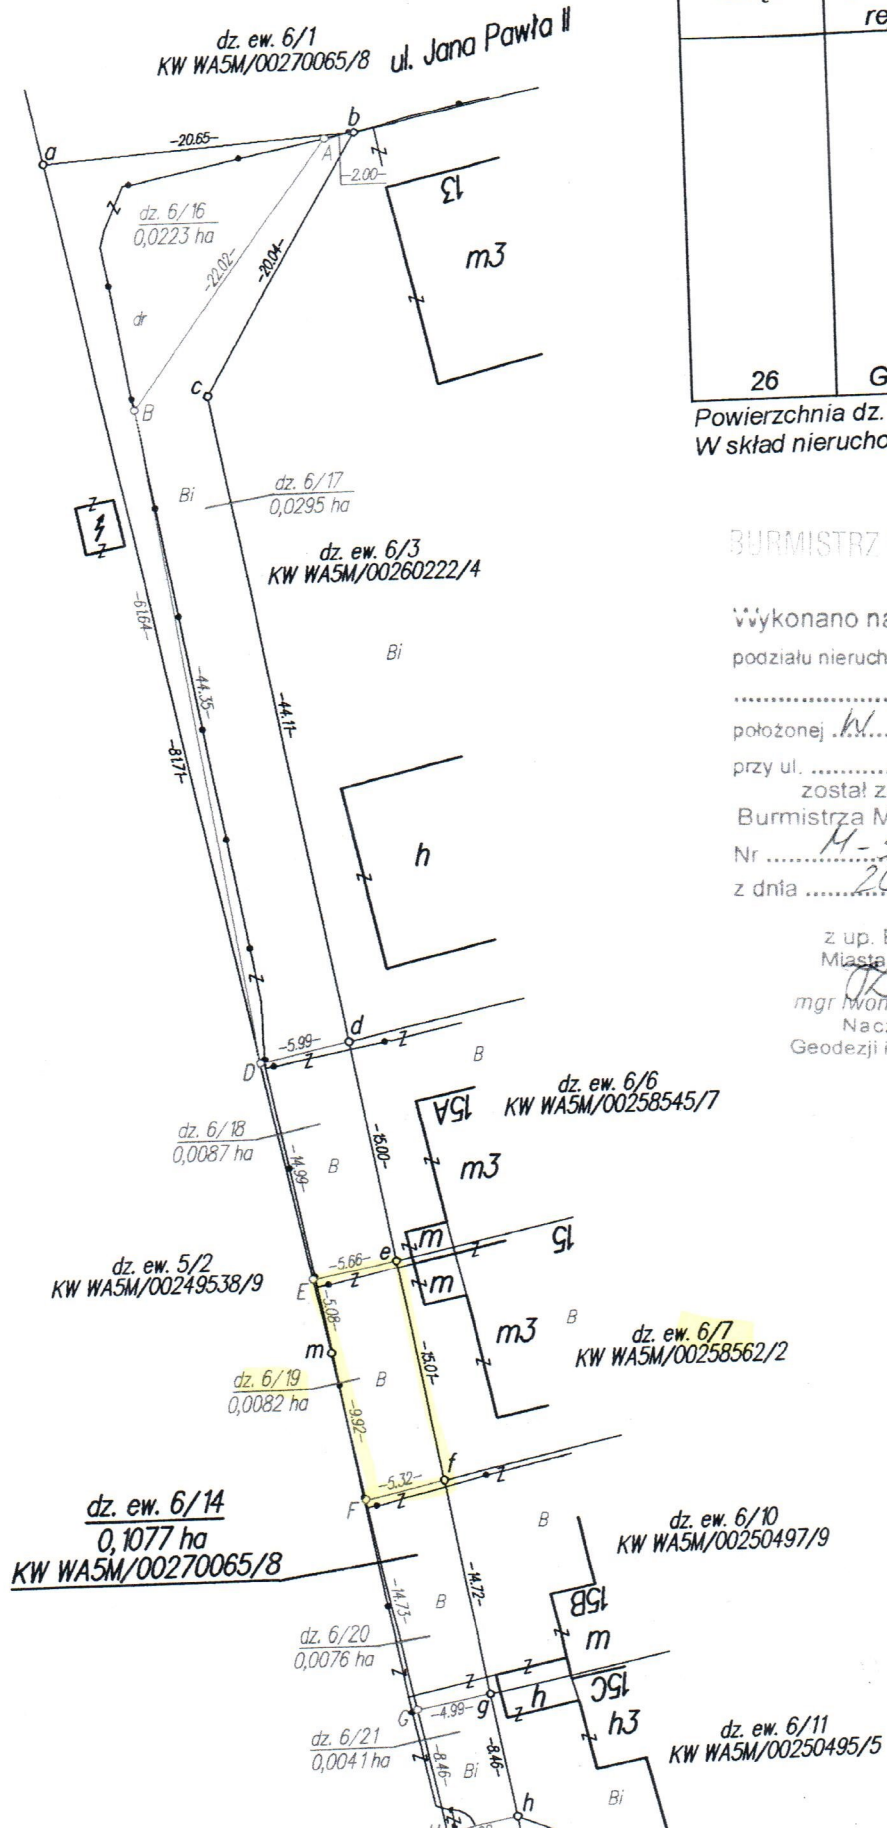 dz. ew. 6/1
KW WA5M/00270065/8
ul. Jana Pawła II
re
a
-20.65-
b
A
-2.00-
z
13
m3
z
dz. 6/16
0,0223 ha
z
-22.02-
-20.04-
dr
B
c
26
G
Powierzchnia dz.
W skład nierucho
Bi
dz. 6/17
0,0295 ha
z
z
dz. ew. 6/3
KW WA5M/00260222/4
BURMISTRZ
-61.64-
Wykonano na
podziału nieruch
Bi
-44.35-
-44.11-
położonej W
-81.71-
przy ul.
został z
Burmistrza M
Nr M-
z dnia 20
h
z
z up. B
Miasta
mgr Iwon
Nacz
Geodezji i
z
d
-5.99-
z
z
D
B
dz. ew. 6/6
KW WA5M/00258545/7
15A
z
m3
dz. 6/18
0,0087 ha
-14.99-
-15.00-
B
dz. ew. 5/2
KW WA5M/00249538/9
-5.66-
e
m
z
15
E
z
m
-5.08-
m3
z
B
dz. ew. 6/7
KW WA5M/00258562/2
m
-15.01-
dz. 6/19
0,0082 ha
B
-9.92-
f
-5.32-
z
z
F
dz. ew. 6/14
0,1077 ha
KW WA5M/00270065/8
B
dz. ew. 6/10
KW WA5M/00250497/9
-14.72-
-14.73-
B
15B
m
z
dz. 6/20
0,0076 ha
z
z
z
15C
G
-4.99-
g
h
z
h3
z
dz. 6/21
0,0041 ha
z
-8.46-
-8.46-
Bi
dz. ew. 6/11
KW WA5M/00250495/5
h
Bi